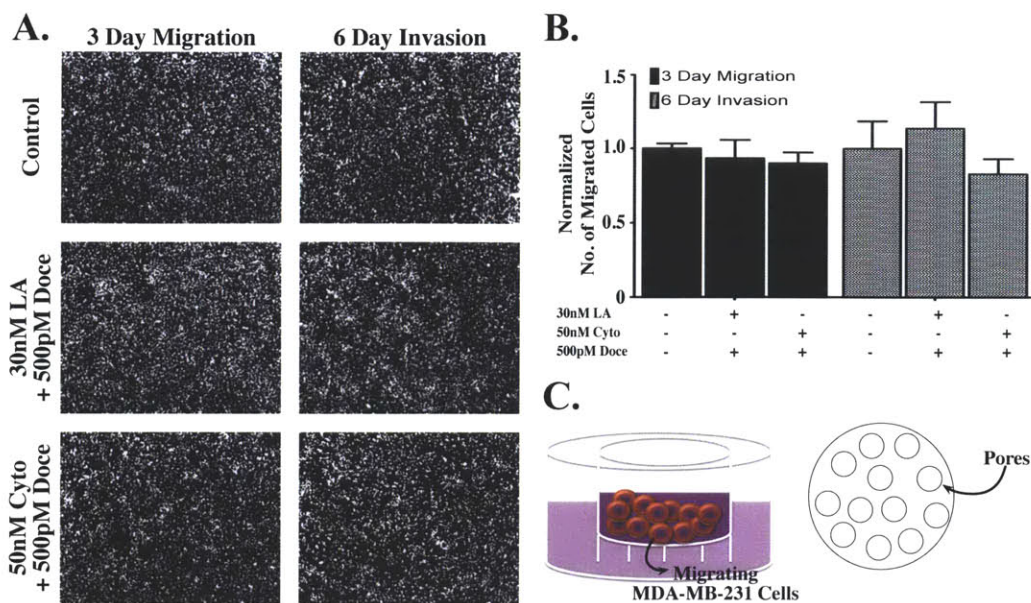 A.
3 Day Migration
6 Day Invasion
Control
30nM LA
+ 500pM Doce
50nM Cyto
+ 500pM Doce
B.
3 Day Migration
6 Day Invasion
Normalized
No. of Migrated Cells
1.5
1.0
0.5
0
30nM LA - + - - + -
50nM Cyto - - + - - +
500pM Doce - + + - + +
C.
Pores
Migrating
MDA-MB-231 Cells